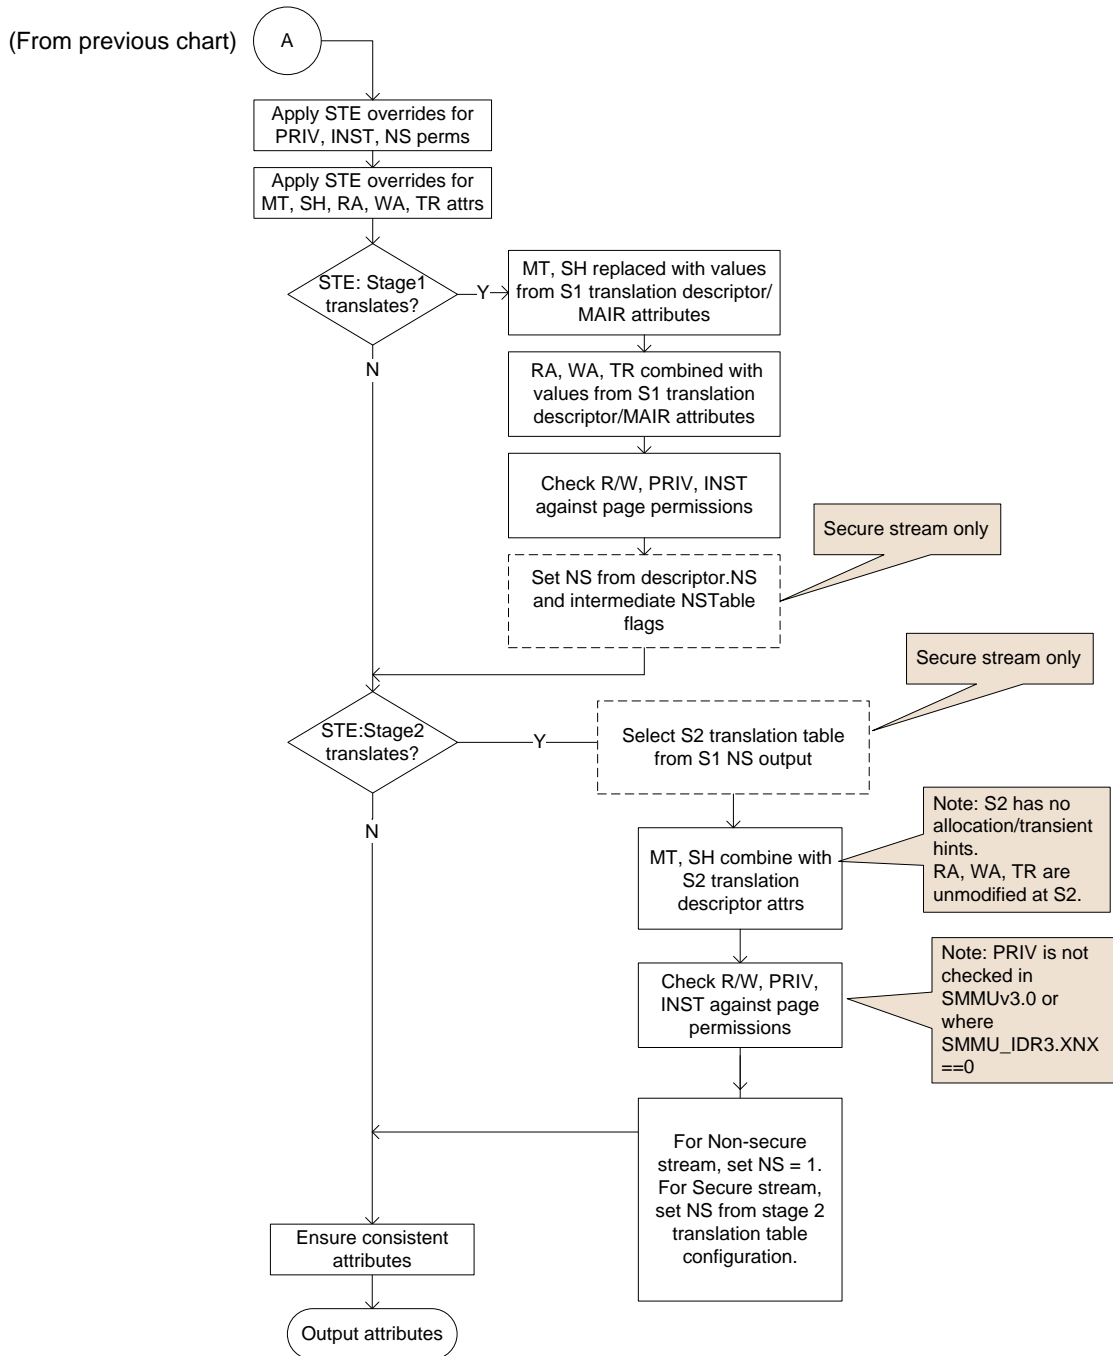 (From previous chart)
A
Apply STE overrides for
PRIV, INST, NS perms
Apply STE overrides for
MT, SH, RA, WA, TR attrs
STE: Stage1
translates?
Y
N
MT, SH replaced with values
from S1 translation descriptor/
MAIR attributes
RA, WA, TR combined with
values from S1 translation
descriptor/MAIR attributes
Check R/W, PRIV, INST
against page permissions
Secure stream only
Set NS from descriptor.NS
and intermediate NSTable
flags
Secure stream only
STE:Stage2
translates?
Y
N
Select S2 translation table
from S1 NS output
Note: S2 has no
allocation/transient
hints.
RA, WA, TR are
unmodified at S2.
MT, SH combine with
S2 translation
descriptor attrs
Note: PRIV is not
checked in
SMMUv3.0 or
where
SMMU_IDR3.XNX
==0
Check R/W, PRIV,
INST against page
permissions
For Non-secure
stream, set NS = 1.
For Secure stream,
set NS from stage 2
translation table
configuration.
Ensure consistent
attributes
Output attributes